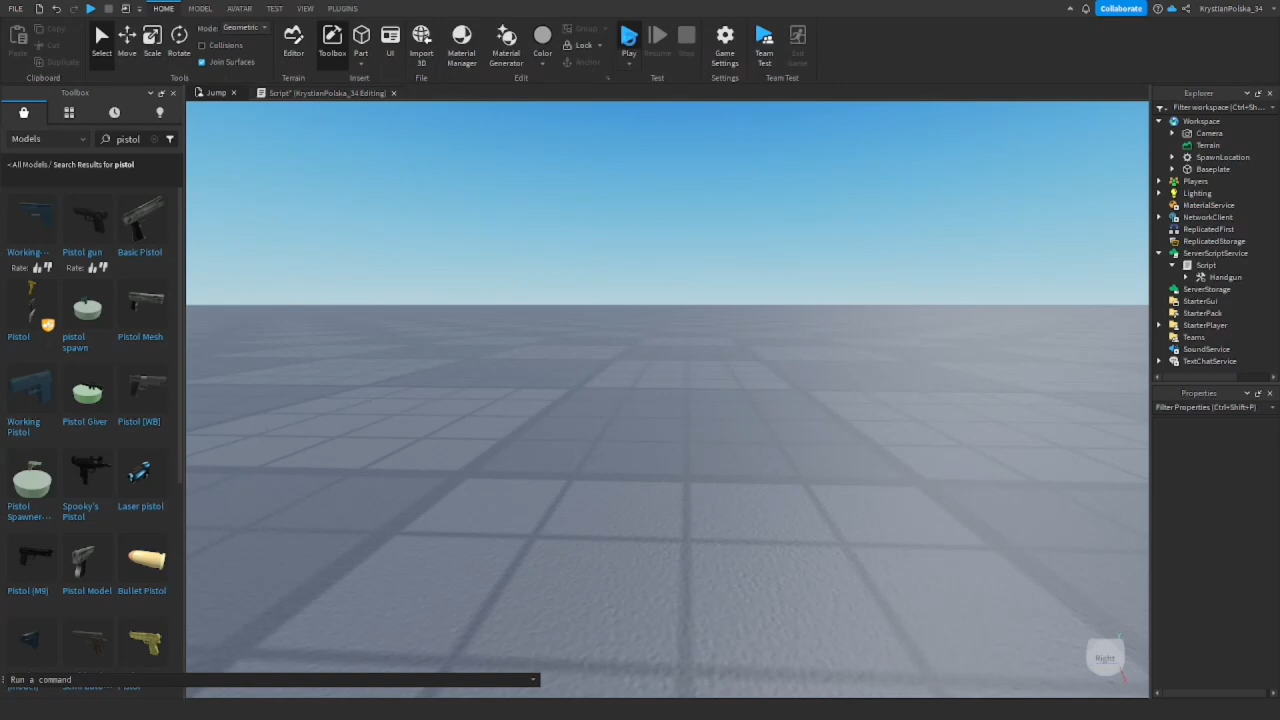 FILE HOME MODEL AVATAR TEST VIEW PLUGINS Collaborate KrystianPolska_34
Paste Copy Cut Duplicate Clipboard
Select Move Scale Rotate Mode: Geometric Collisions Join Surfaces Tools
Editor Terrain
Toolbox Part UI Insert
Import 3D File
Material Manager Material Generator Color Group Lock Anchor Edit
Play Resume Stop Test
Game Settings Settings
Team Test Exit Game Team Test
Toolbox
Jump Script* (KrystianPolska_34 Editing)
Models pistol
<All Models / Search Results for pistol
Working... Pistol gun Basic Pistol
Rate: Rate:
Pistol pistol spawn Pistol Mesh
Working Pistol Pistol Giver Pistol [WB]
Pistol Spawner... Spooky's Pistol Laser pistol
Pistol (M9) Pistol Model Bullet Pistol
Run a command
Right
Explorer
Filter workspace (Ctrl+Sh...
Workspace
Camera
Terrain
SpawnLocation
Baseplate
Players
Lighting
MaterialService
NetworkClient
ReplicatedFirst
ReplicatedStorage
ServerScriptService
Script
Handgun
ServerStorage
StarterGui
StarterPack
StarterPlayer
Teams
SoundService
TextChatService
Properties
Filter Properties (Ctrl+Shift+P)